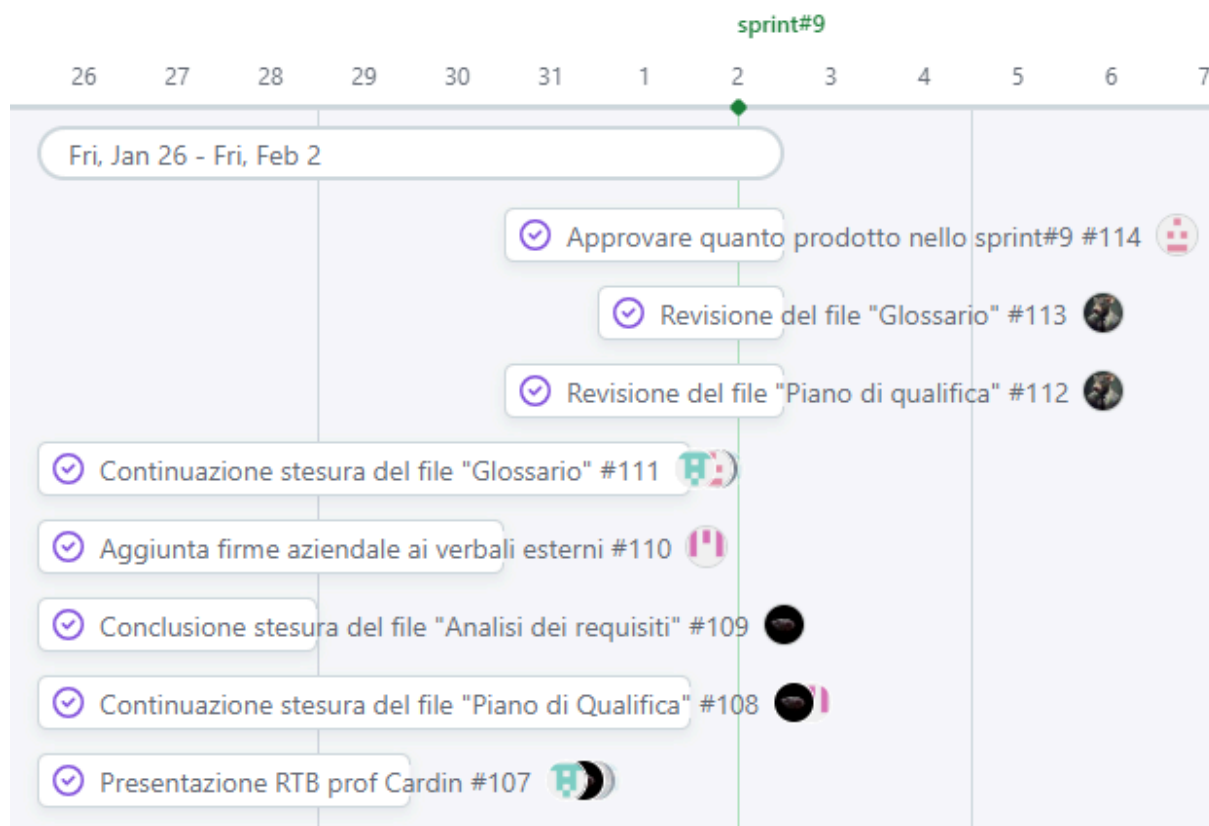 sprint#9
26 27 28 29 30 31 1 2 3 4 5 6 7
Fri, Jan 26 - Fri, Feb 2
Approvare quanto prodotto nello sprint#9 #114
Revisione del file "Glossario" #113
Revisione del file "Piano di qualifica" #112
Continuazione stesura del file "Glossario" #111
Aggiunta firme aziendale ai verbali esterni #110
Conclusione stesura del file "Analisi dei requisiti" #109
Continuazione stesura del file "Piano di Qualifica" #108
Presentazione RTB prof Cardin #107